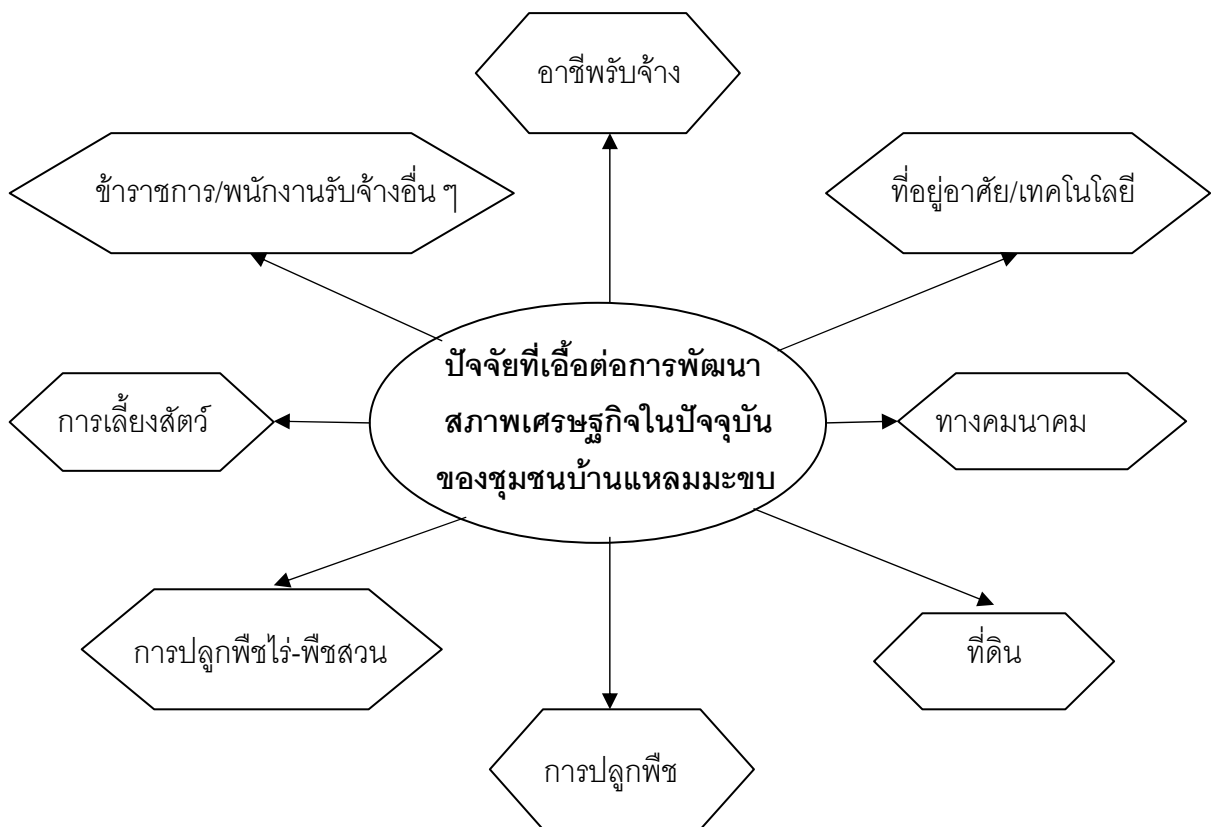 อาชีพรับจ้าง
ข้าราชการ/พนักงานรับจ้างอื่น ๆ
ที่อยู่อาศัย/เทคโนโลยี
ปัจจัยที่เอื้อต่อการพัฒนา
สภาพเศรษฐกิจในปัจจุบัน
ของชุมชนบ้านแหลมมะขบ
การเลี้ยงสัตว์
ทางคมนาคม
การปลูกพืชไร่-พืชสวน
ที่ดิน
การปลูกพืช